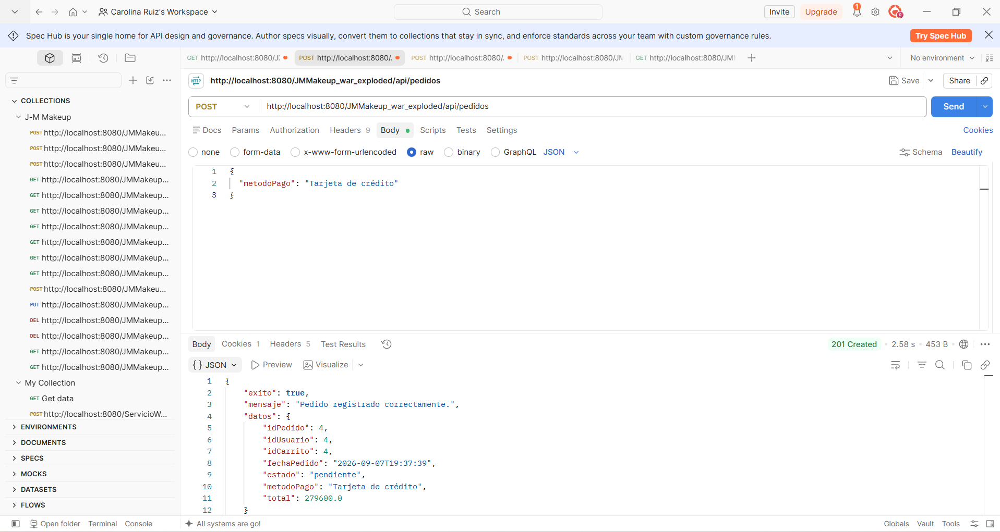 Carolina Ruiz's Workspace
Search
Invite
Upgrade
1
Spec Hub is your single home for API design and governance. Author specs visually, convert them to collections that stay in sync, and enforce standards across your team with custom governance rules.
Try Spec Hub
GET http://localhost:8080/J
POST http://localhost:8080/.
POST http://localhost:8080/.
POST http://localhost:8080/JM
GET http://localhost:8080/JM
No environment
HTTP
http://localhost:8080/JMMakeup_war_exploded/api/pedidos
Save
Share
COLLECTIONS
J-M Makeup
POST http://localhost:8080/JMMakeu...
POST http://localhost:8080/JMMakeu...
POST http://localhost:8080/JMMakeu...
GET http://localhost:8080/JMMakeup...
GET http://localhost:8080/JMMakeup...
GET http://localhost:8080/JMMakeup...
GET http://localhost:8080/JMMakeup...
GET http://localhost:8080/JMMakeup...
GET http://localhost:8080/JMMakeup...
GET http://localhost:8080/JMMakeup...
POST http://localhost:8080/JMMakeu...
PUT http://localhost:8080/JMMakeup...
DEL http://localhost:8080/JMMakeup...
DEL http://localhost:8080/JMMakeup...
GET http://localhost:8080/JMMakeup...
GET http://localhost:8080/JMMakeup...
My Collection
GET Get data
POST http://localhost:8080/ServicioW...
ENVIRONMENTS
DOCUMENTS
SPECS
MOCKS
DATASETS
FLOWS
POST
http://localhost:8080/JMMakeup_war_exploded/api/pedidos
Send
Docs Params Authorization Headers 9 Body Scripts Tests Settings
Cookies
none form-data x-www-form-urlencoded raw binary GraphQL JSON
Schema Beautify
1 {
2 "metodoPago": "Tarjeta de crédito"
3 }
Body Cookies 1 Headers 5 Test Results
201 Created 2.58 s 453 B
{ } JSON Preview Visualize
1 {
2 "exito": true,
3 "mensaje": "Pedido registrado correctamente.",
4 "datos": {
5 "idPedido": 4,
6 "idUsuario": 4,
7 "idCarrito": 4,
8 "fechaPedido": "2026-09-07T19:37:39",
9 "estado": "pendiente",
10 "metodoPago": "Tarjeta de crédito",
11 "total": 279600.0
12 }
Open folder Terminal Console
All systems are go!
Globals Vault Tools